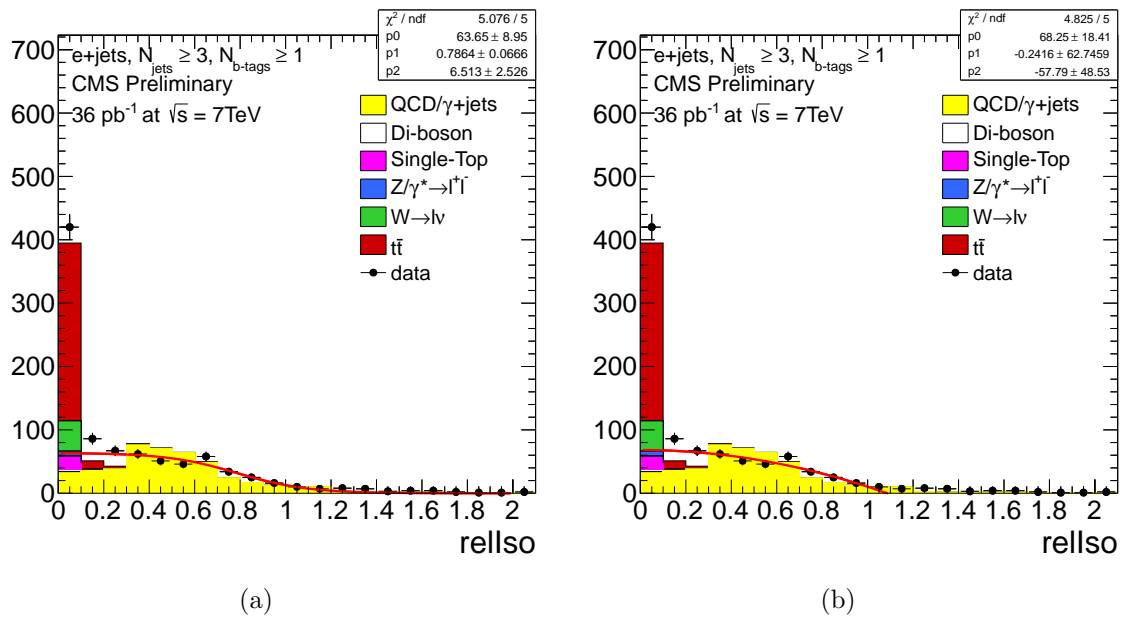 χ² / ndf 5.076 / 5
p0 63.65 ± 8.95
p1 0.7864 ± 0.0666
p2 6.513 ± 2.526
e+jets, N_jets ≥ 3, N_b-tags ≥ 1
CMS Preliminary
36 pb⁻¹ at √s = 7TeV
QCD/γ+jets
Di-boson
Single-Top
Z/γ*→l⁺l⁻
W→lν
tt̄
data
700
600
500
400
300
200
100
0
0 0.2 0.4 0.6 0.8 1 1.2 1.4 1.6 1.8 2
relIso
(a)
χ² / ndf 4.825 / 5
p0 68.25 ± 18.41
p1 -0.2416 ± 62.7459
p2 -57.79 ± 48.53
e+jets, N_jets ≥ 3, N_b-tags ≥ 1
CMS Preliminary
36 pb⁻¹ at √s = 7TeV
QCD/γ+jets
Di-boson
Single-Top
Z/γ*→l⁺l⁻
W→lν
tt̄
data
700
600
500
400
300
200
100
0
0 0.2 0.4 0.6 0.8 1 1.2 1.4 1.6 1.8 2
relIso
(b)